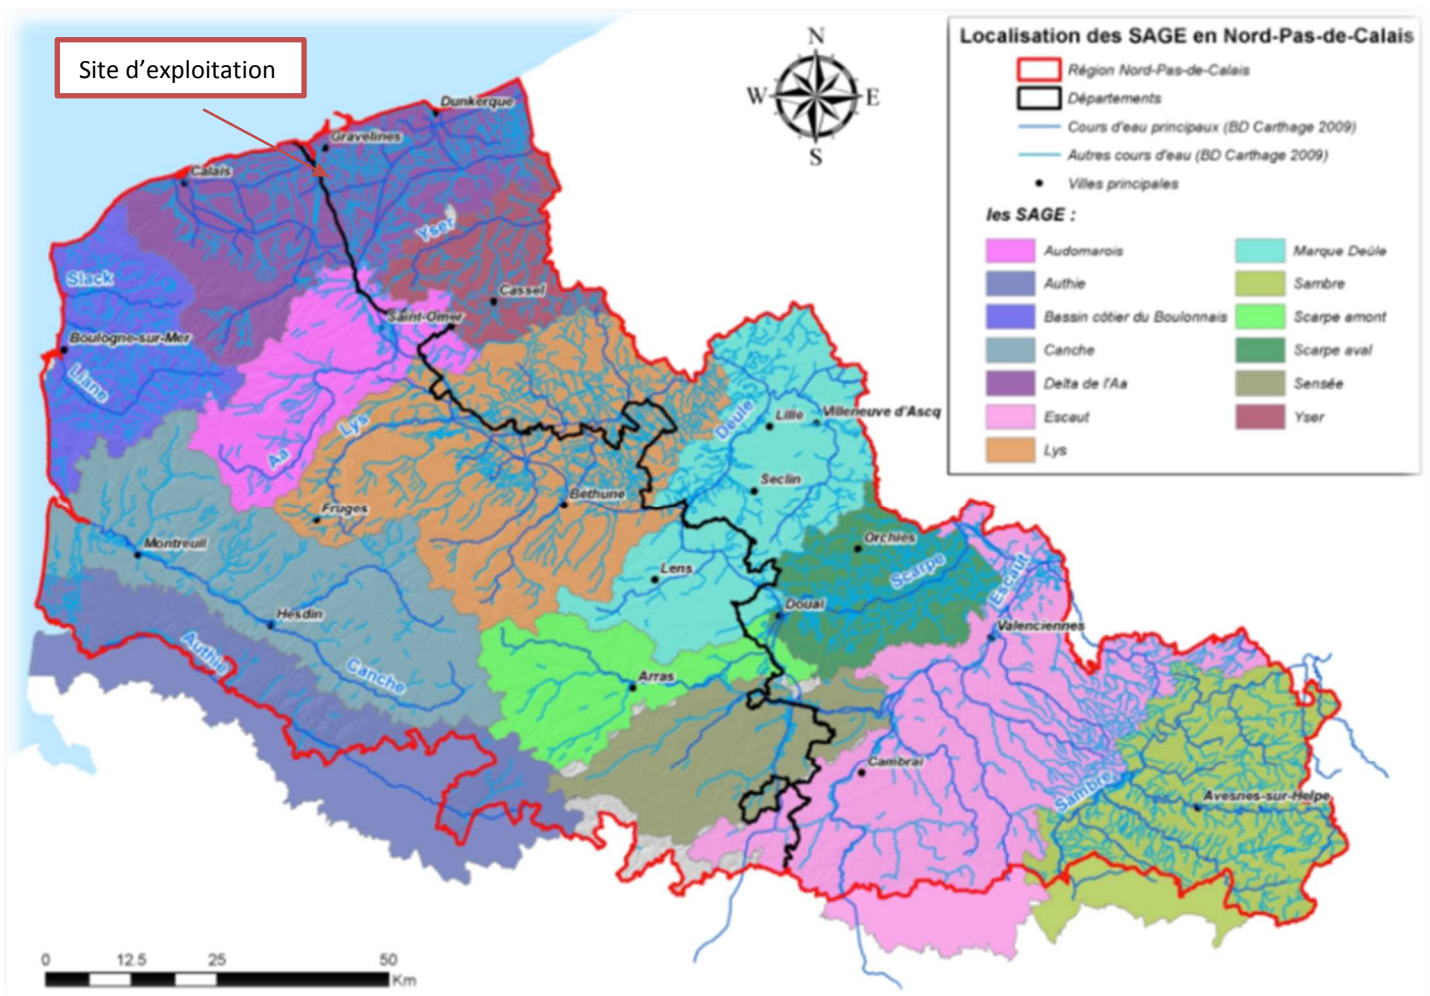 Site d'exploitation
N
W
E
S
Localisation des SAGE en Nord-Pas-de-Calais
Région Nord-Pas-de-Calais
Départements
Cours d'eau principaux (BD Carthage 2009)
Autres cours d'eau (BD Carthage 2009)
Villes principales
les SAGE :
Audomarois
Authie
Bassin côtier du Boulonnais
Canche
Delta de l'Aa
Escaut
Lys
Marque Deûle
Sambre
Scarpe amont
Scarpe aval
Sensée
Yser
Dunkerque
Gravelines
Calais
Yser
Slack
Cassel
Saint-Omer
Boulogne-sur-Mer
Liane
Lys
Aa
Deûle
Lille
Villeneuve d'Ascq
Seclin
Béthune
Fruges
Montreuil
Orchies
Scarpe
Escaut
Lens
Hesdin
Douai
Valenciennes
Authie
Canche
Arras
Cambrai
Sambre
Avesnes-sur-Helpe
0 12.5 25 50
Km